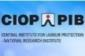 CIOP PIB
CENTRAL INSTITUTE FOR LABOUR PROTECTION
- NATIONAL RESEARCH INSTITUTE